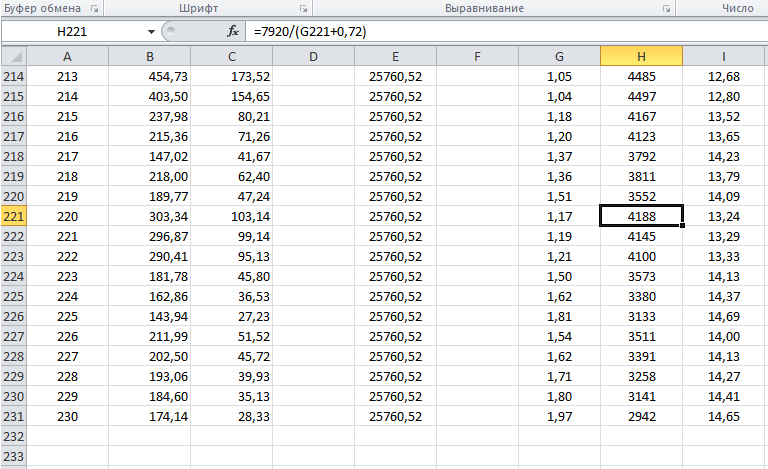 Буфер обмена Шрифт Выравнивание Число
H221 fx =7920/(G221+0,72)
A B C D E F G H I
214 213 454,73 173,52 25760,52 1,05 4485 12,68
215 214 403,50 154,65 25760,52 1,04 4497 12,80
216 215 237,98 80,21 25760,52 1,18 4167 13,52
217 216 215,36 71,26 25760,52 1,20 4123 13,65
218 217 147,02 41,67 25760,52 1,37 3792 14,23
219 218 218,00 62,40 25760,52 1,36 3811 13,79
220 219 189,77 47,24 25760,52 1,51 3552 14,09
221 220 303,34 103,14 25760,52 1,17 4188 13,24
222 221 296,87 99,14 25760,52 1,19 4145 13,29
223 222 290,41 95,13 25760,52 1,21 4100 13,33
224 223 181,78 45,80 25760,52 1,50 3573 14,13
225 224 162,86 36,53 25760,52 1,62 3380 14,37
226 225 143,94 27,23 25760,52 1,81 3133 14,69
227 226 211,99 51,52 25760,52 1,54 3511 14,00
228 227 202,50 45,72 25760,52 1,62 3391 14,13
229 228 193,06 39,93 25760,52 1,71 3258 14,27
230 229 184,60 35,13 25760,52 1,80 3141 14,41
231 230 174,14 28,33 25760,52 1,97 2942 14,65
232
233